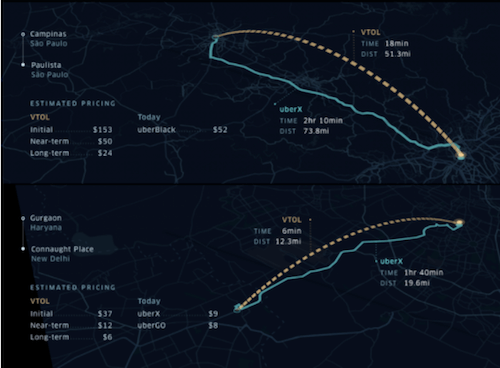 Campinas
São Paulo
Paulista
São Paulo
ESTIMATED PRICING
VTOL Today
Initial $153 uberBlack $52
Near-term $50
Long-term $24
VTOL
TIME 18min
DIST 51.3mi
uberX
TIME 2hr 10min
DIST 73.8mi
Gurgaon
Haryana
Connaught Place
New Delhi
ESTIMATED PRICING
VTOL Today
Initial $37 uberX $9
Near-term $12 uberGO $8
Long-term $6
VTOL
TIME 6min
DIST 12.3mi
uberX
TIME 1hr 40min
DIST 19.6mi